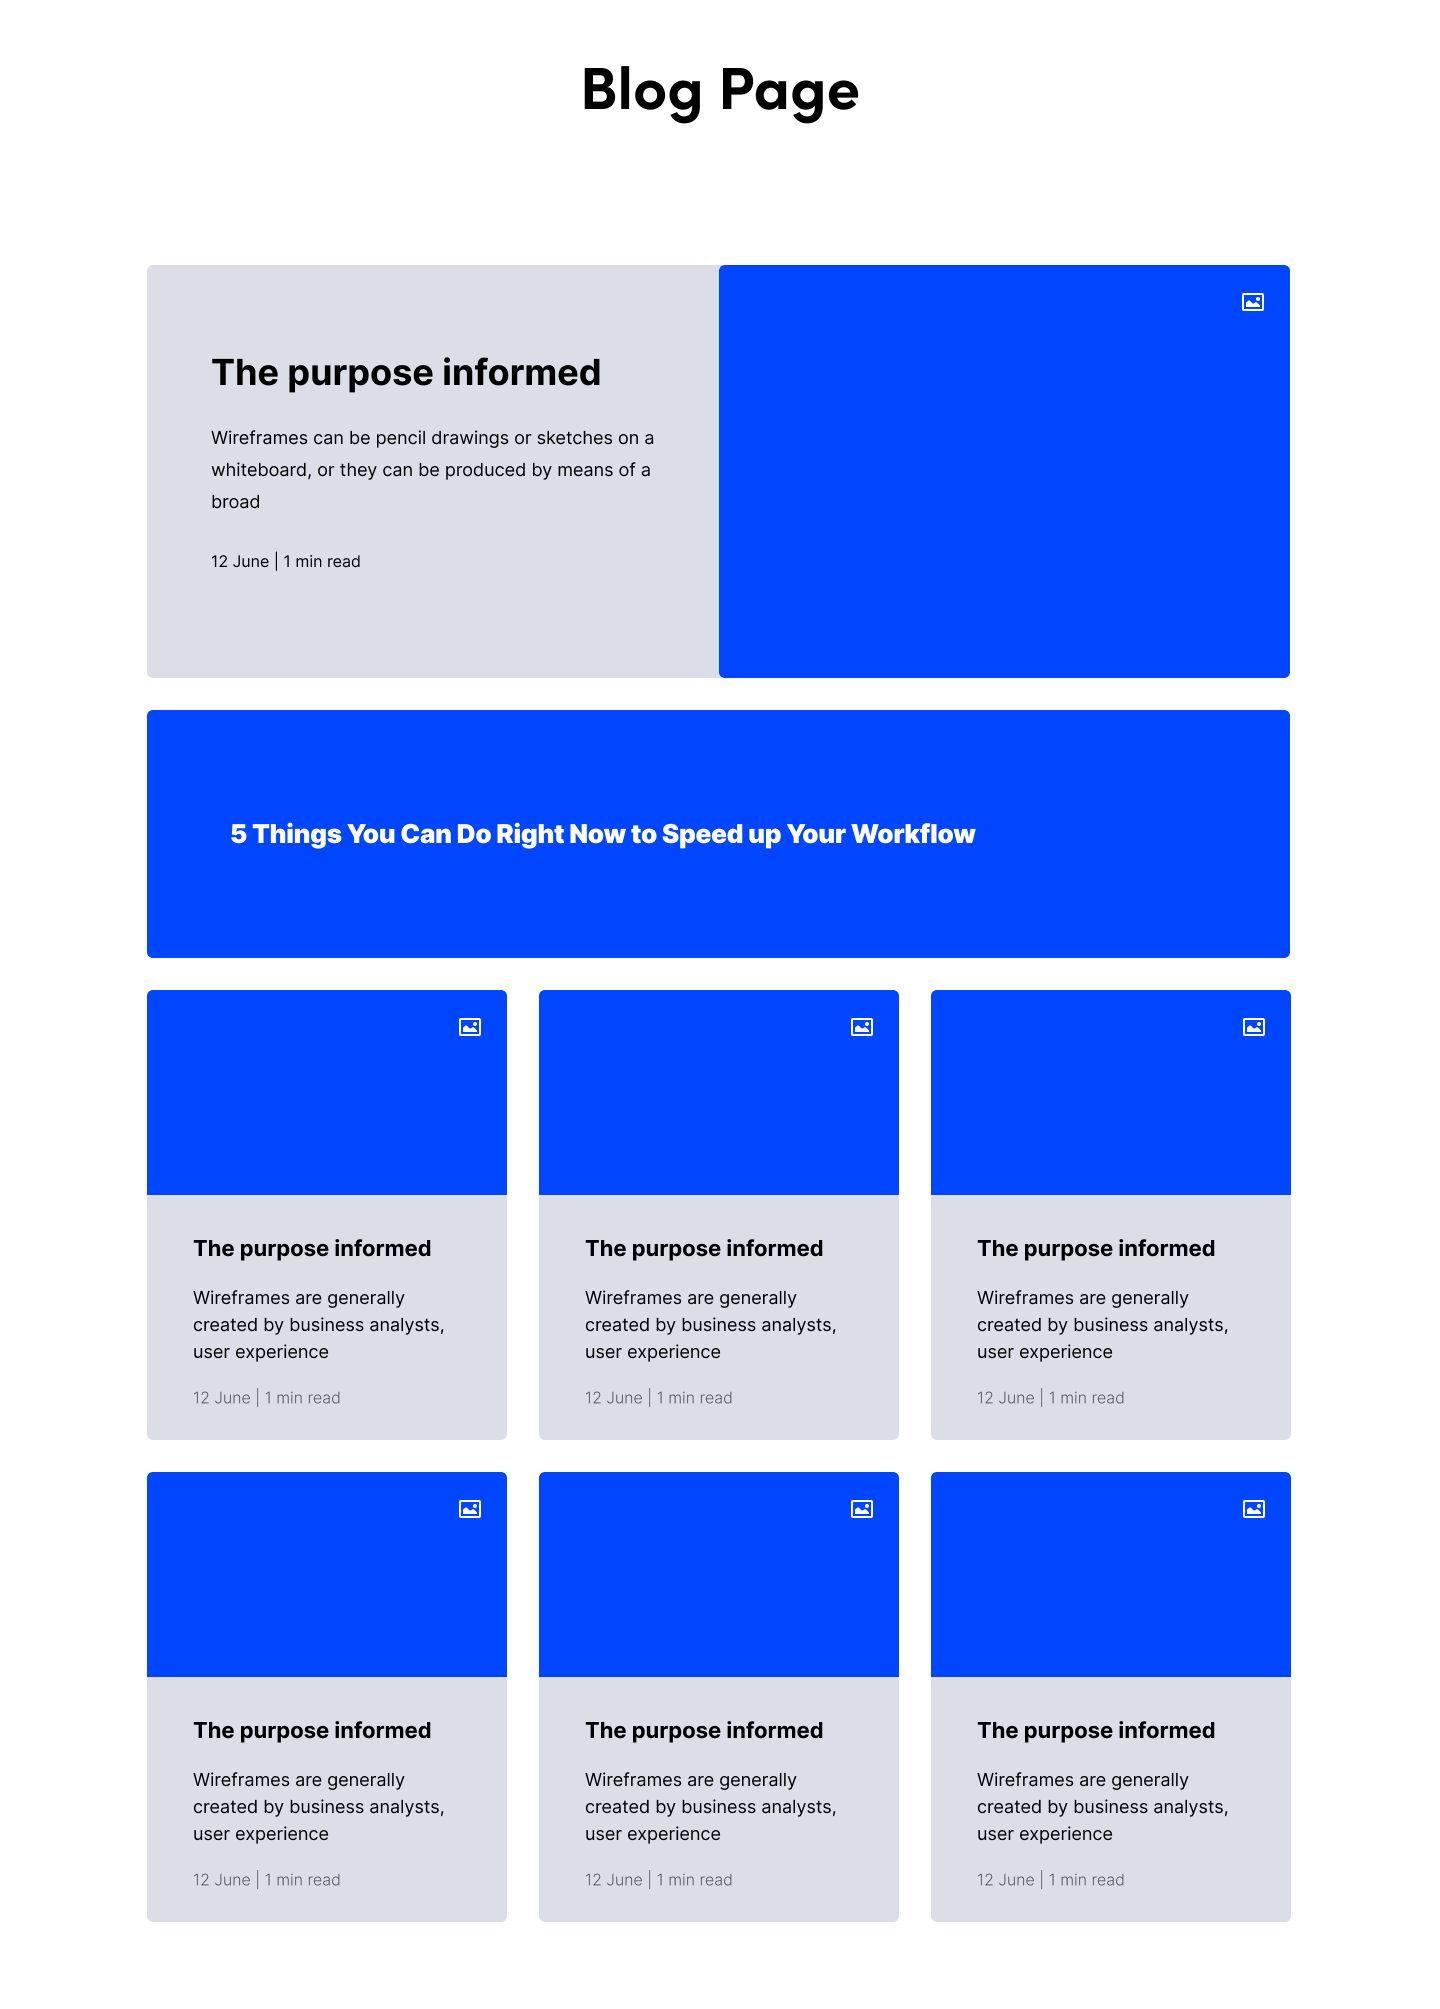 Blog Page
The purpose informed
Wireframes can be pencil drawings or sketches on a
whiteboard, or they can be produced by means of a
broad
12 June | 1 min read
5 Things You Can Do Right Now to Speed up Your Workflow
The purpose informed
Wireframes are generally
created by business analysts,
user experience
12 June | 1 min read
The purpose informed
Wireframes are generally
created by business analysts,
user experience
12 June | 1 min read
The purpose informed
Wireframes are generally
created by business analysts,
user experience
12 June | 1 min read
The purpose informed
Wireframes are generally
created by business analysts,
user experience
12 June | 1 min read
The purpose informed
Wireframes are generally
created by business analysts,
user experience
12 June | 1 min read
The purpose informed
Wireframes are generally
created by business analysts,
user experience
12 June | 1 min read